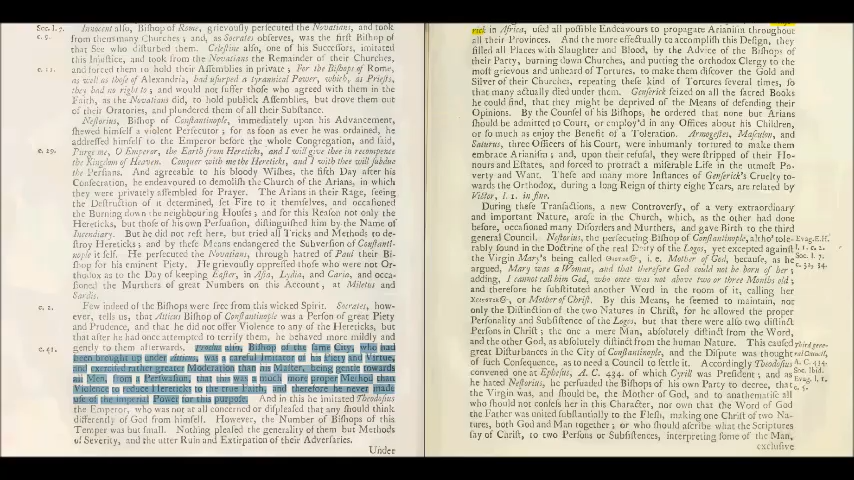 Sec. l. 7.
c. 9.
Innocent also, Bishop of Rome, grievously persecuted the Novatians, and took
from them many Churches; and, as Socrates observes, was the first Bishop of
that See who disturbed them. Celestine also, one of his Successors, imitated
this Injustice, and took from the Novatians the Remainder of their Churches,
c. 11.
and forced them to hold their Assemblies in private; For the Bishops of Rome,
as well as those of Alexandria, had usurped a tyrannical Power, which, as Priests,
they had no right to; and would not suffer those who agreed with them in the
Faith, as the Novatians did, to hold publick Assemblies, but drove them out
of their Oratories, and plundered them of all their Substance.
Nestorius, Bishop of Constantinople, immediately upon his Advancement,
shewed himself a violent Persecutor; for as soon as ever he was ordained, he
addressed himself to the Emperor before the whole Congregation, and said,
c. 29.
Purge me, O Emperor, the Earth from Hereticks, and I will give thee in recompence
the Kingdom of Heaven. Conquer with me the Hereticks, and I with thee will subdue
the Persians. And agreeable to his bloody Wishes, the fifth Day after his
Consecration, he endeavoured to demolish the Church of the Arians, in which
they were privately assembled for Prayer. The Arians in their Rage, seeing
the Destruction of it determined, set Fire to it themselves, and occasioned
the Burning down the neighbouring Houses; and for this Reason not only the
Hereticks, but those of his own Perswasion, distinguished him by the Name of
Incendiary. But he did not rest here, but tried all Tricks and Methods to de-
stroy Hereticks; and by these Means endangered the Subversion of Constanti-
nople it self. He persecuted the Novatians, through hatred of Paul their Bi-
shop for his eminent Piety. He grievously oppressed those who were not Or-
thodox as to the Day of keeping Easter, in Asia, Lydia, and Caria, and occa-
sioned the Murthers of great Numbers on this Account, at Miletus and
Sardis.
c. 2.
Few indeed of the Bishops were free from this wicked Spirit. Socrates, how-
ever, tells us, that Atticus Bishop of Constantinople was a Person of great Piety
and Prudence, and that he did not offer Violence to any of the Hereticks, but
that after he had once attempted to terrify them, he behaved more mildly and
c. 41.
gently to them afterwards. Proclus also, Bishop of the same City, who had
been brought up under Atticus, was a careful Imitator of his Piety and Virtue,
and exercised rather greater Moderation than his Master, being gentle towards
all Men, from a Perswasion, that this was a much more proper Method than
Violence to reduce Hereticks to the true Faith, and therefore he never made
use of the imperial Power for this purpose. And in this he imitated Theodosius
the Emperor, who was not at all concerned or displeased that any should think
differently of God from himself. However, the Number of Bishops of this
Temper was but small. Nothing pleased the generality of them but Methods
of Severity, and the utter Ruin and Extirpation of their Adversaries.
Under
rick in Africa, used all possible Endeavours to propagate Arianism throughout
all their Provinces. And the more effectually to accomplish this Design, they
filled all Places with Slaughter and Blood, by the Advice of the Bishops of
their Party, burning down Churches, and putting the orthodox Clergy to the
most grievous and unheard of Tortures, to make them discover the Gold and
Silver of their Churches, repeating these kind of Tortures several times, so
that many actually died under them. Genserick seized on all the sacred Books
he could find, that they might be deprived of the Means of defending their
Opinions. By the Counsel of his Bishops, he ordered that none but Arians
should be admitted to Court, or employ'd in any Offices about his Children,
or so much as enjoy the Benefit of a Toleration. Armogestes, Masculon, and
Saturus, three Officers of his Court, were inhumanly tortured to make them
embrace Arianism; and, upon their refusal, they were stripped of their Ho-
nours and Estates, and forced to protract a miserable Life in the utmost Po-
verty and Want. These and many more Instances of Genserick's Cruelty to-
wards the Orthodox, during a long Reign of thirty eight Years, are related by
Victor, l. 1. in fine.
During these Transactions, a new Controversy, of a very extraordinary
and important Nature, arose in the Church, which, as the other had done
before, occasioned many Disorders and Murthers, and gave Birth to the third
general Council. Nestorius, the persecuting Bishop of Constantinople, altho' tole-
Evag. E.H.
rably found in the Doctrine of the real Deity of the Logos, yet excepted against
l. 1. c. 2.
the Virgin Mary's being called Θεοτοκ@, i. e. Mother of God, because, as he
Soc. l. 7.
argued, Mary was a Woman, and that therefore God could not be born of her;
c. 32. 34.
adding, I cannot call him God, who once was not above two or three Months old;
and therefore he substituted another Word in the room of it, calling her
Χριστοτοκ@, or Mother of Christ. By this Means, he seemed to maintain, not
only the Distinction of the two Natures in Christ, for he allowed the proper
Personality and Subsistence of the Logos, but that there were also two distinct
Persons in Christ; the one a mere Man, absolutely distinct from the Word,
and the other God, as absolutely distinct from the human Nature. This caused
great Disturbances in the City of Constantinople, and the Dispute was thought
of such Consequence, as to need a Council to settle it. Accordingly Theodosius
convened one at Ephesus, A. C. 434. of which Cyril was President; and as
he hated Nestorius, he persuaded the Bishops of his own Party to decree, that
the Virgin was, and should be, the Mother of God, and to anathematise all
who should not confess her in this Character, nor own that the Word of God
the Father was united substantially to the Flesh, making one Christ of two Na-
tures, both God and Man together; or who should ascribe what the Scriptures
say of Christ, to two Persons or Subsistences, interpreting some of the Man,
exclusive